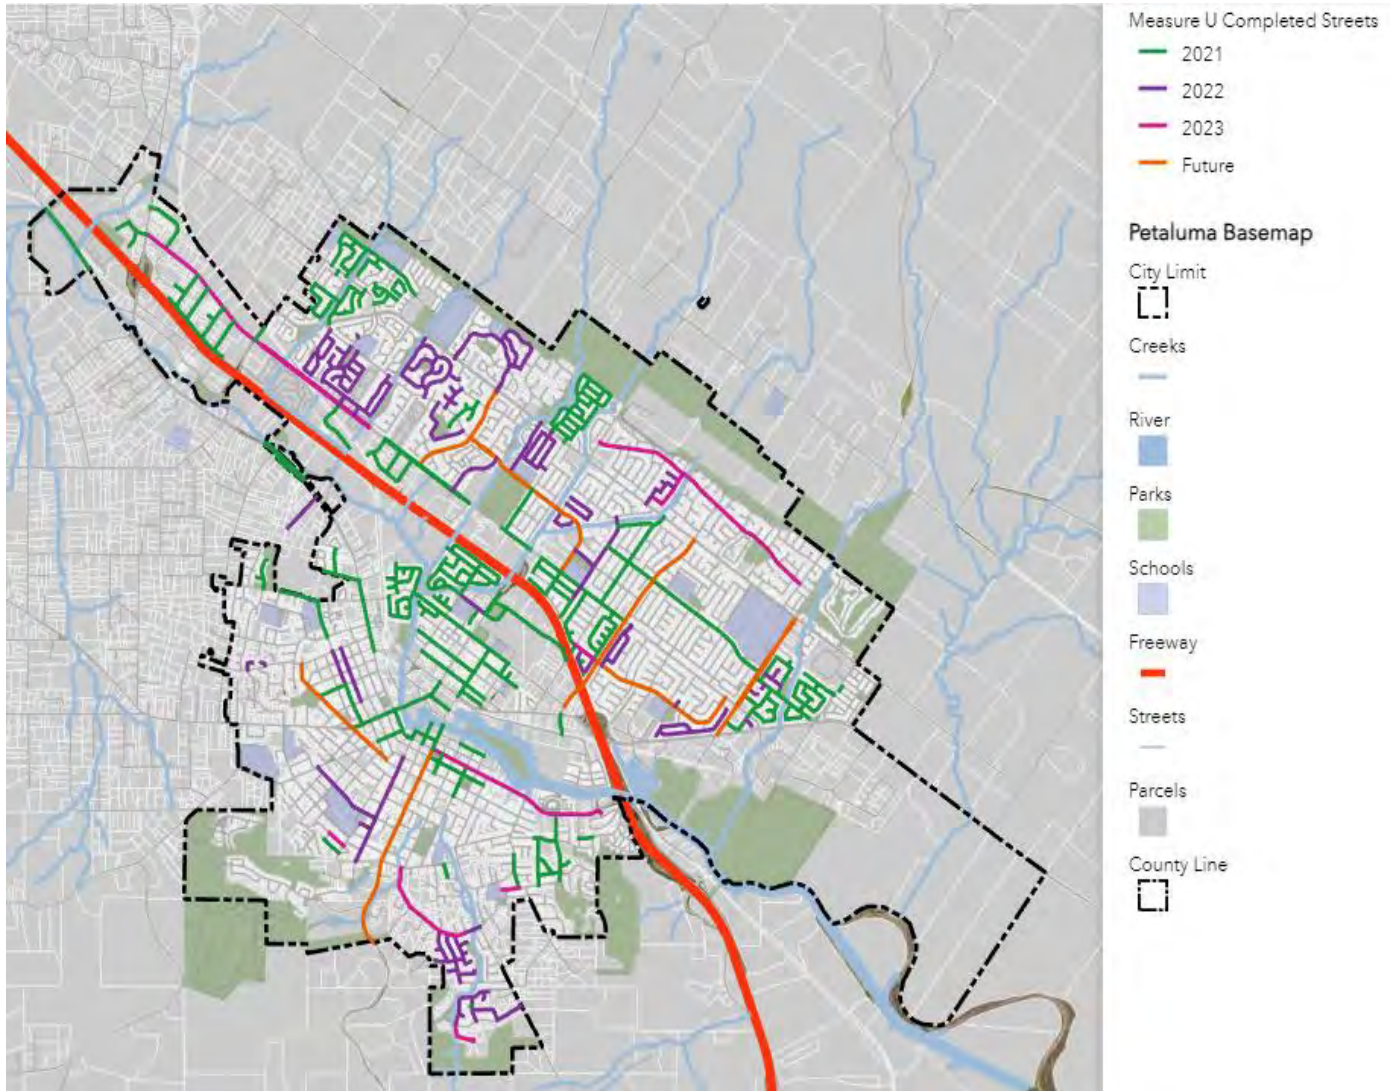 Measure U Completed Streets
2021
2022
2023
Future
Petaluma Basemap
City Limit
Creeks
River
Parks
Schools
Freeway
Streets
Parcels
County Line